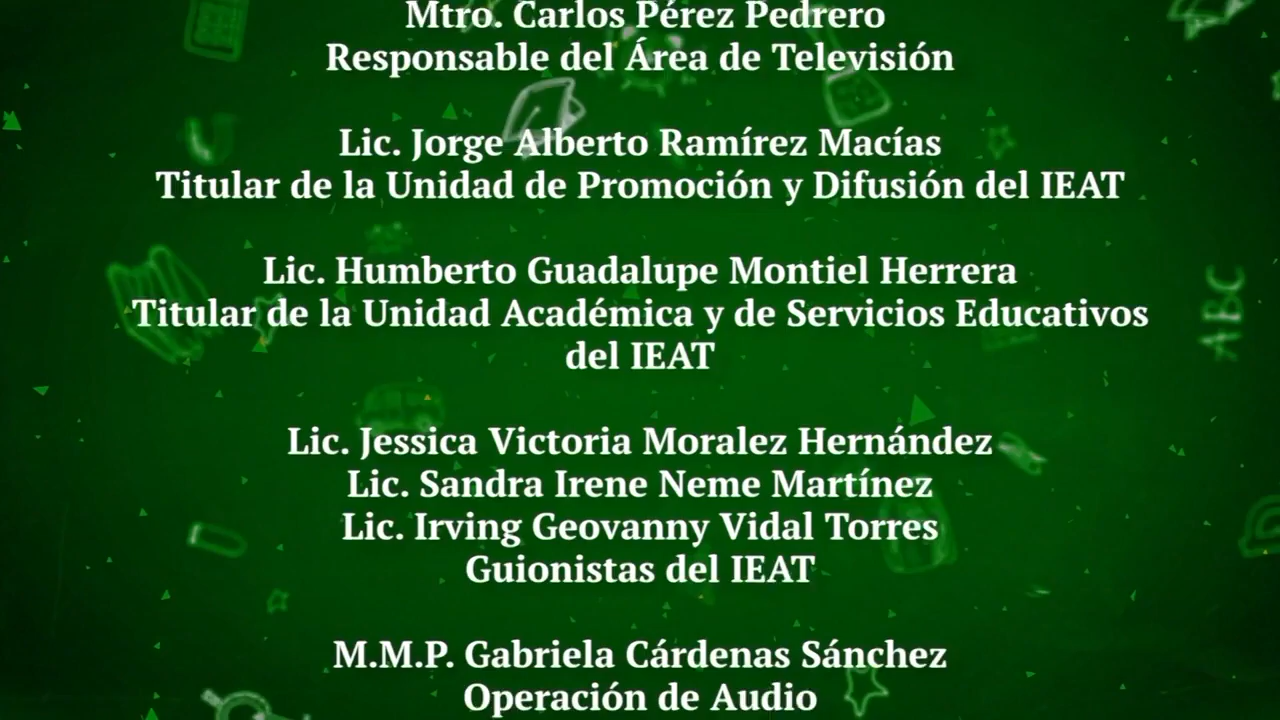 Mtro. Carlos Pérez Pedrero
Responsable del Área de Televisión
Lic. Jorge Alberto Ramírez Macías
Titular de la Unidad de Promoción y Difusión del IEAT
Lic. Humberto Guadalupe Montiel Herrera
Titular de la Unidad Académica y de Servicios Educativos
del IEAT
Lic. Jessica Victoria Moralez Hernández
Lic. Sandra Irene Neme Martínez
Lic. Irving Geovanny Vidal Torres
Guionistas del IEAT
M.M.P. Gabriela Cárdenas Sánchez
Operación de Audio
ABC